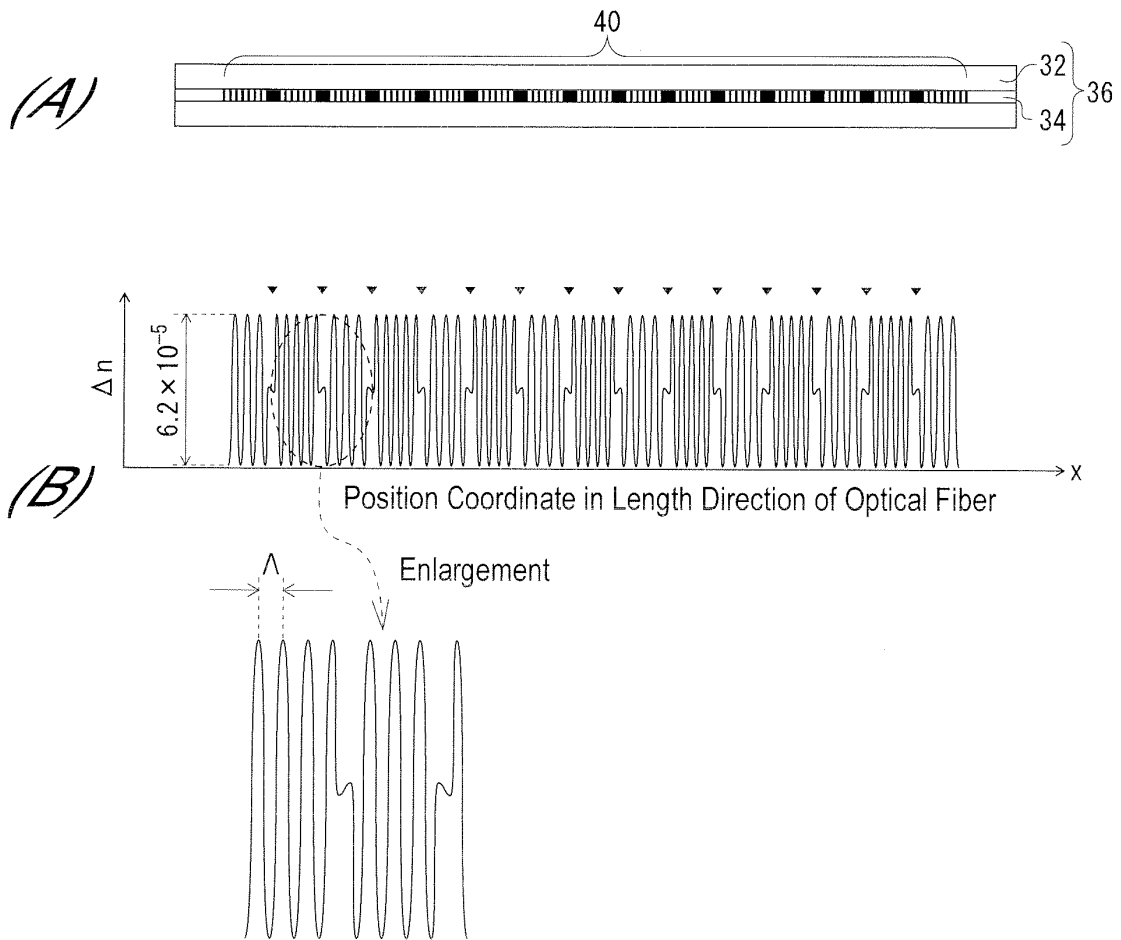 40
(A)
32
34
36
Δn
6.2×10⁻⁵
x
(B)
Position Coordinate in Length Direction of Optical Fiber
Λ
Enlargement